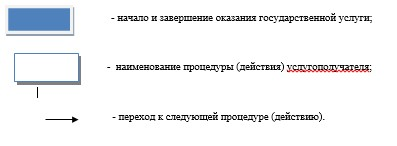 - начало и завершение оказания государственной услуги;
- наименование процедуры (действия) услугополучателя;
- переход к следующей процедуре (действию).